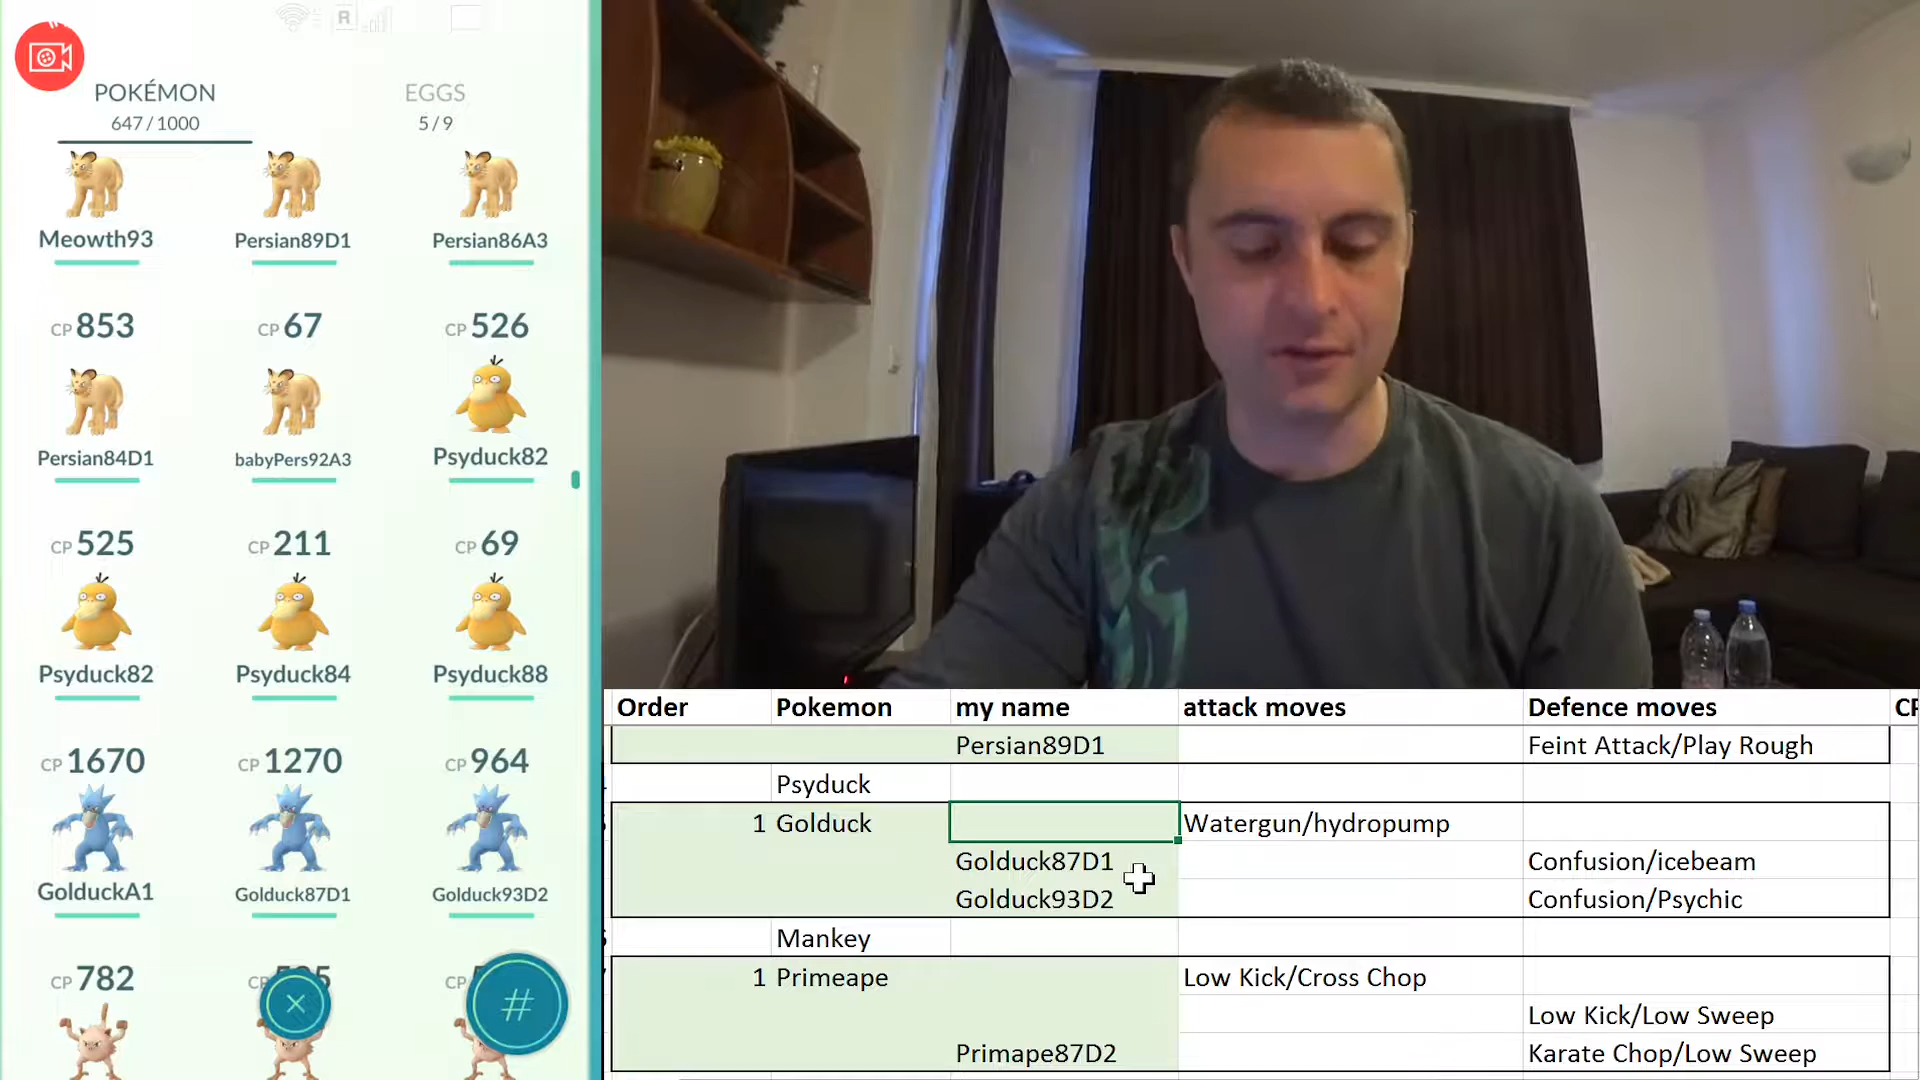 R
POKÉMON
647 / 1000
EGGS
5 / 9
Meowth93
Persian89D1
Persian86A3
CP 853
CP 67
CP 526
Persian84D1
babyPers92A3
Psyduck82
CP 525
CP 211
CP 69
Psyduck82
Psyduck84
Psyduck88
CP 1670
CP 1270
CP 964
GolduckA1
Golduck87D1
Golduck93D2
CP 782
CP
#
Order Pokemon my name attack moves Defence moves
Persian89D1 Feint Attack/Play Rough
Psyduck
1 Golduck Watergun/hydropump
Golduck87D1 Confusion/icebeam
Golduck93D2 Confusion/Psychic
Mankey
1 Primeape Low Kick/Cross Chop
Low Kick/Low Sweep
Primape87D2 Karate Chop/Low Sweep